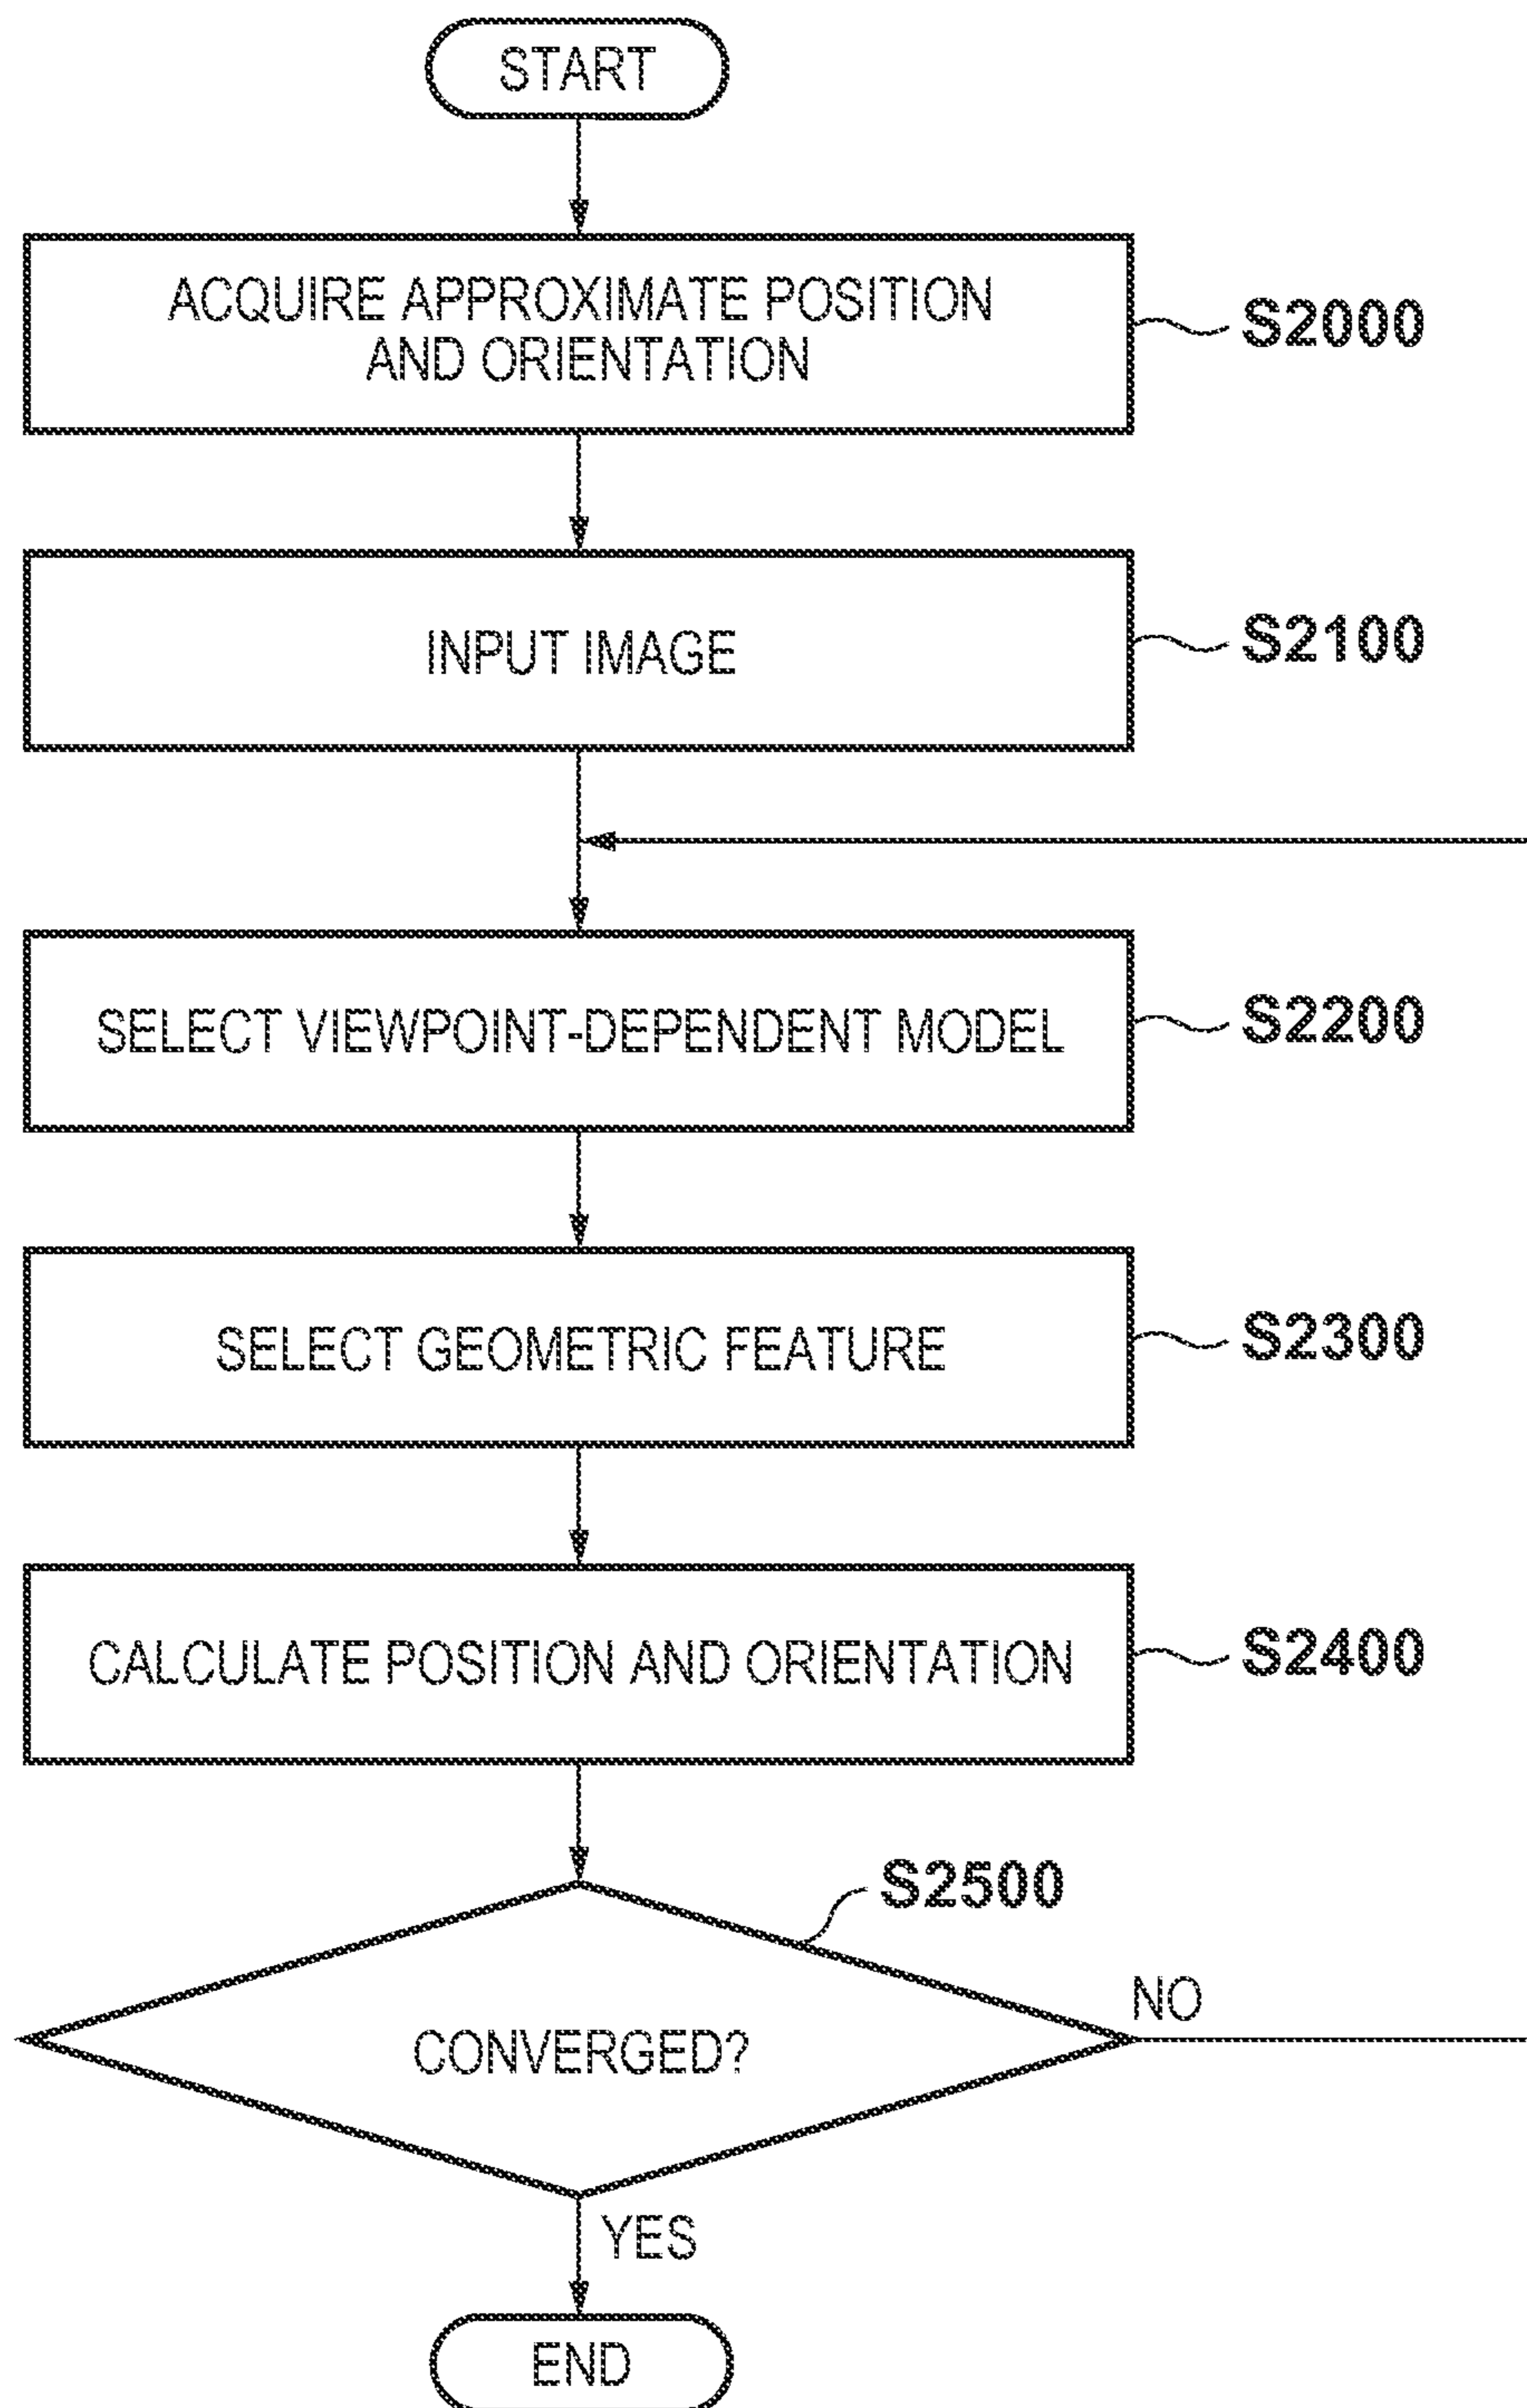 START
ACQUIRE APPROXIMATE POSITION
AND ORIENTATION
S2000
INPUT IMAGE
S2100
SELECT VIEWPOINT-DEPENDENT MODEL
S2200
SELECT GEOMETRIC FEATURE
S2300
CALCULATE POSITION AND ORIENTATION
S2400
S2500
CONVERGED?
NO
YES
END